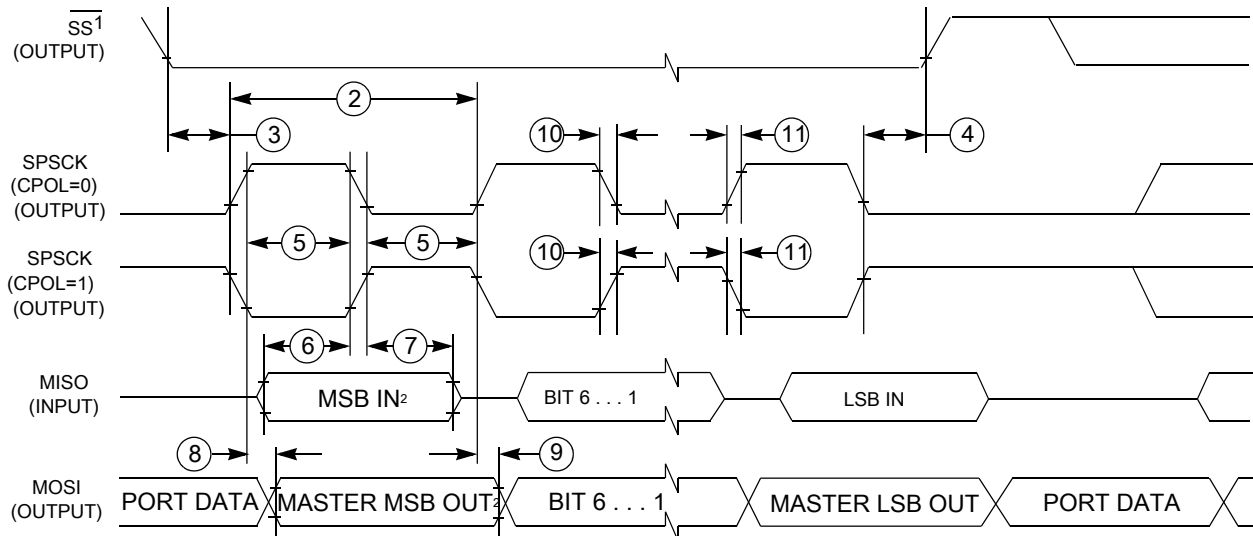 SS1
(OUTPUT)
2
3
10
11
4
SPSCK
(CPOL=0)
(OUTPUT)
5
5
SPSCK
(CPOL=1)
(OUTPUT)
10
11
6
7
MISO
(INPUT)
MSB IN2
BIT 6 . . . 1
LSB IN
8
9
MOSI
(OUTPUT)
PORT DATA
MASTER MSB OUT2
BIT 6 . . . 1
MASTER LSB OUT
PORT DATA